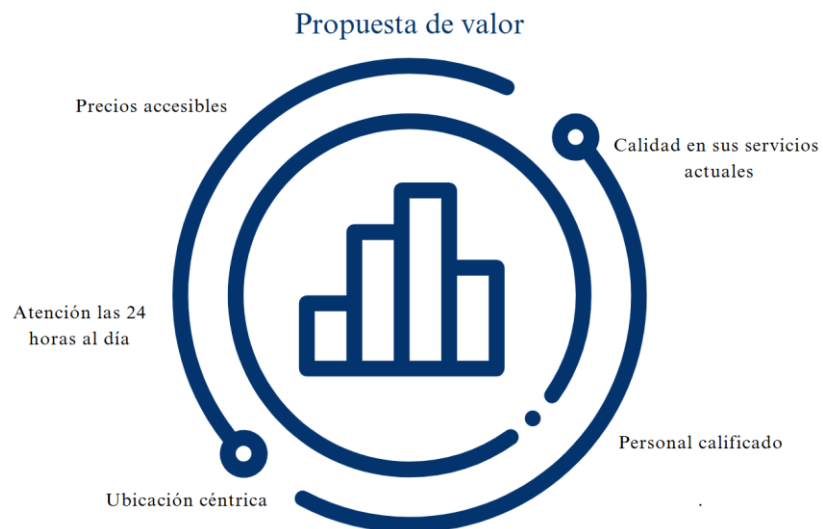 Propuesta de valor
Precios accesibles
Calidad en sus servicios
actuales
Atención las 24
horas al día
Personal calificado
Ubicación céntrica
.